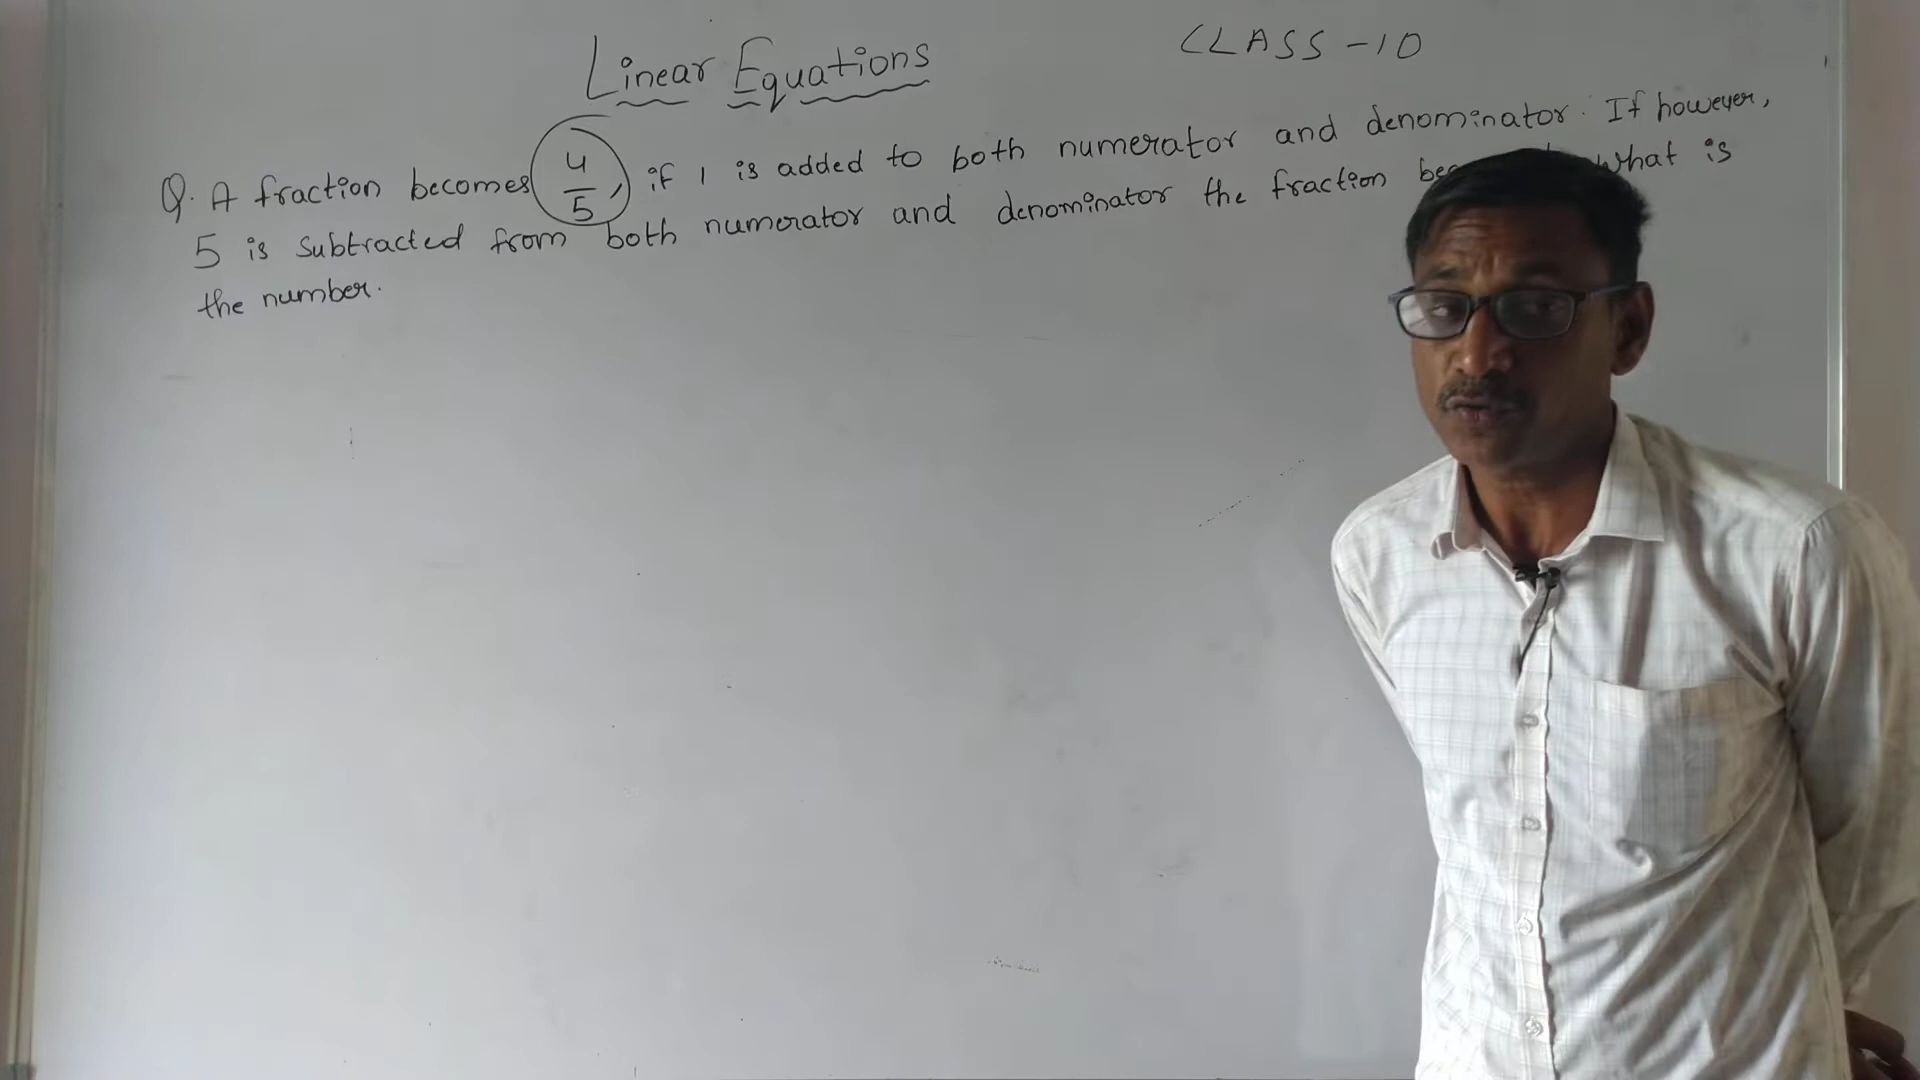 Linear Equations
CLASS-10
Q. A fraction becomes 4/5, if 1 is added to both numerator and denominator. If however,
5 is subtracted from both numerator and denominator the fraction what is
the number.